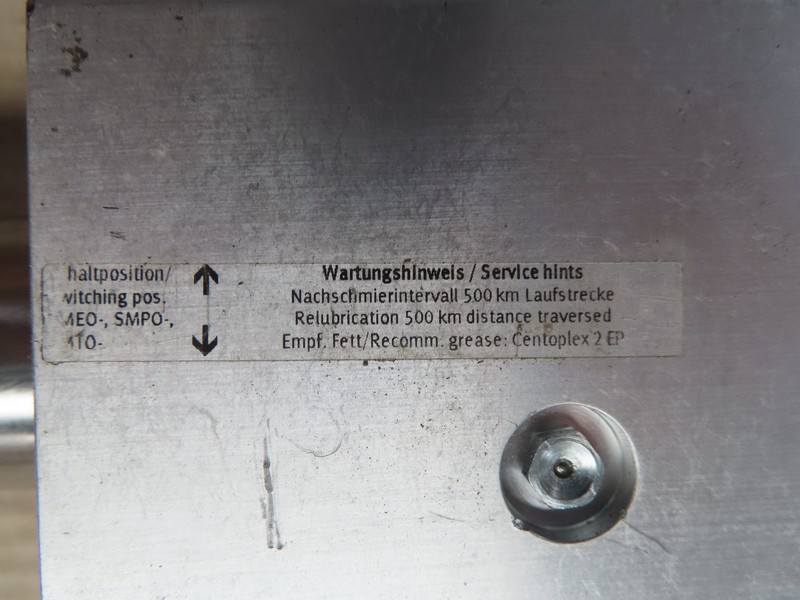 haltposition/
witching pos.
MEO-, SMPO-,
MTO-
Wartungshinweis / Service hints
Nachschmierintervall 500 km Laufstrecke
Relubrication 500 km distance traversed
Empf. Fett/Recomm. grease: Centoplex 2 EP